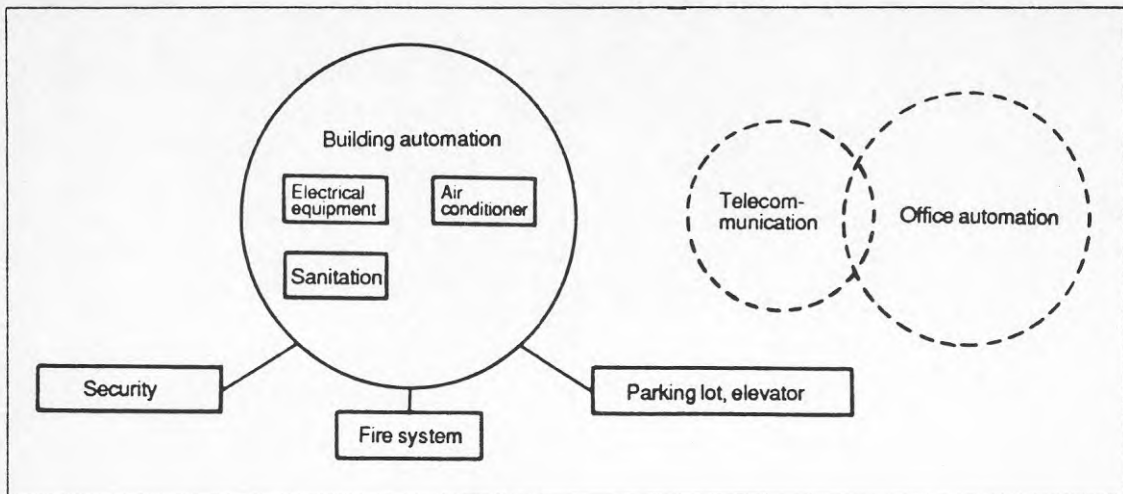 Building automation
Electrical
equipment
Air
conditioner
Sanitation
Telecom-
munication
Office automation
Security
Fire system
Parking lot, elevator